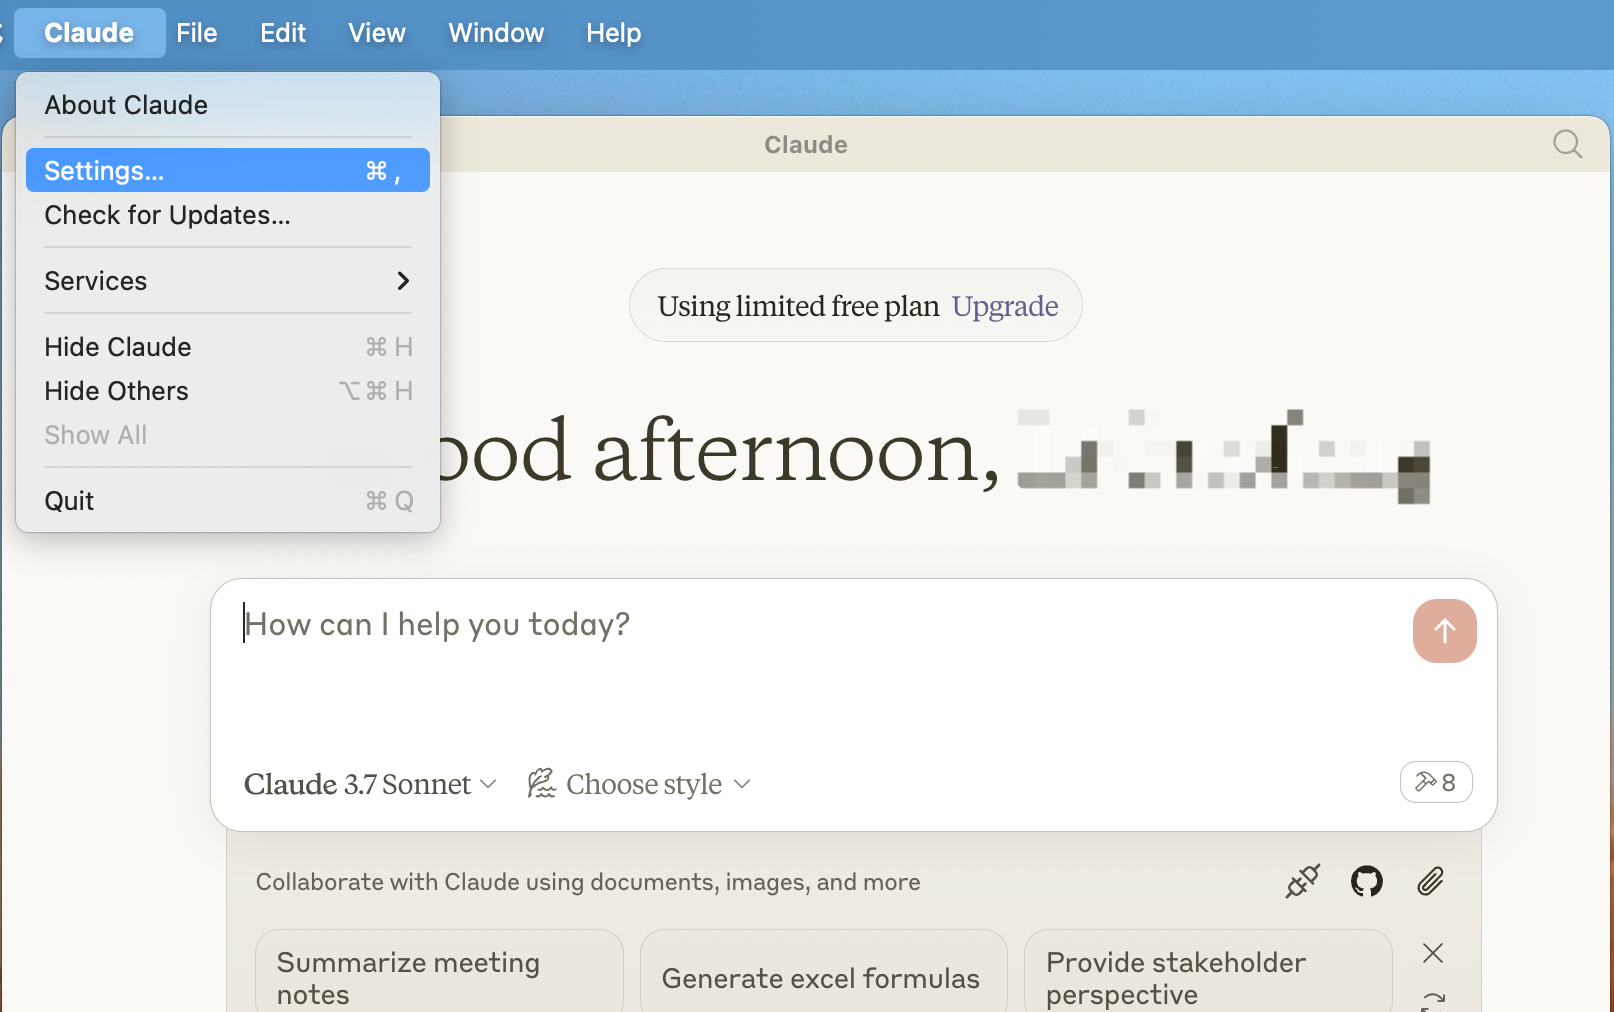 Claude File Edit View Window Help
About Claude
Settings... ⌘ ,
Check for Updates...
Services
Hide Claude ⌘ H
Hide Others ⌥ ⌘ H
Show All
Quit ⌘ Q
Claude
Using limited free plan Upgrade
ood afternoon,
How can I help you today?
Claude 3.7 Sonnet Choose style 8
Collaborate with Claude using documents, images, and more
Summarize meeting
notes
Generate excel formulas
Provide stakeholder
perspective